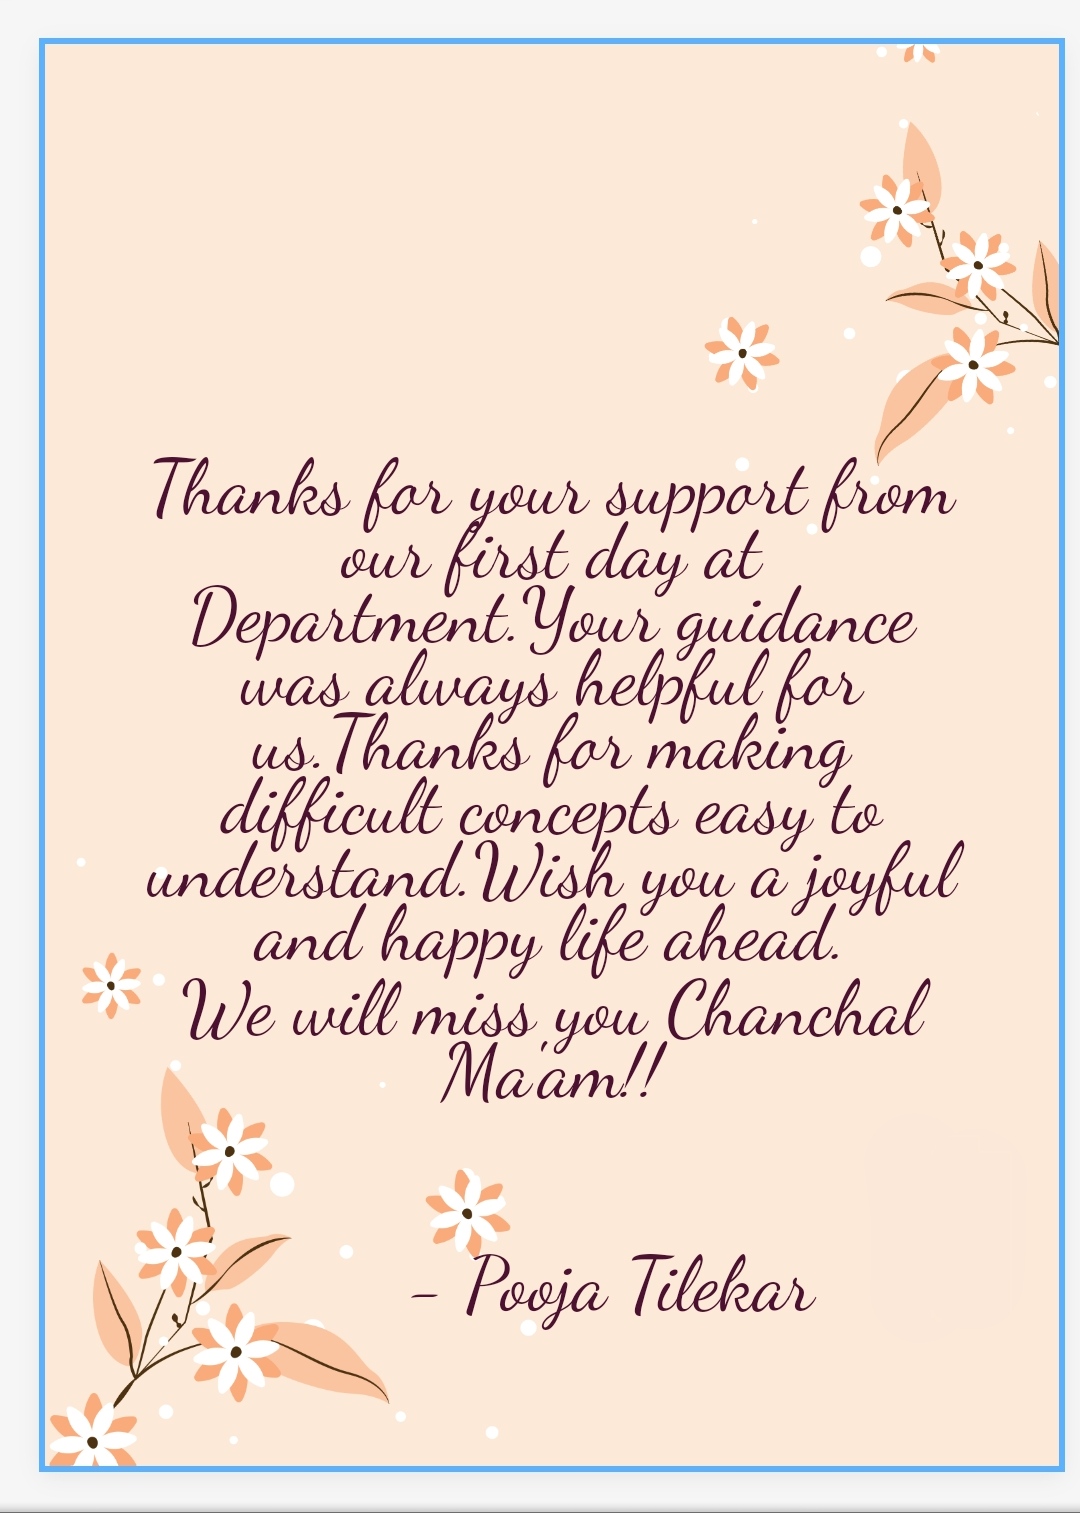 Thanks for your support from
our first day at
Department.Your guidance
was always helpful for
us.Thanks for making
difficult concepts easy to
understand.Wish you a joyful
and happy life ahead.
We will miss you Chanchal
Ma'am!!
- Pooja Tilekar